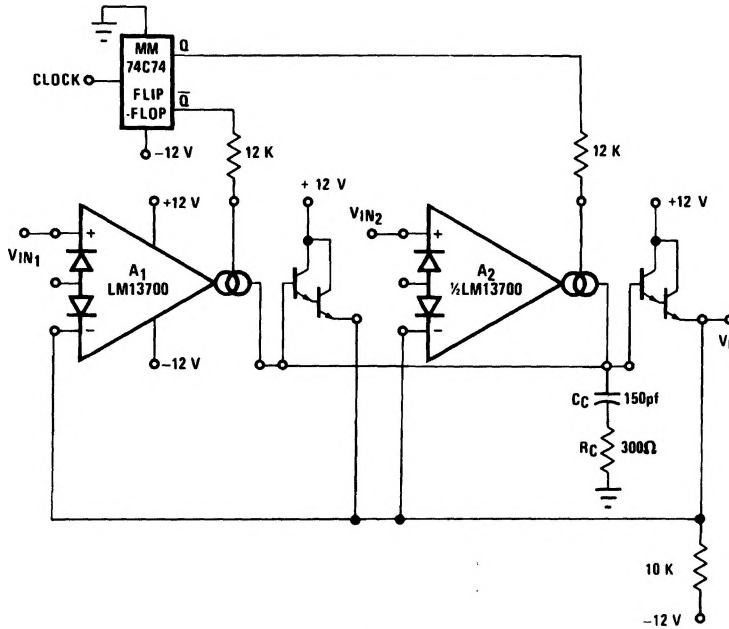 MM
74C74
FLIP
-FLOP
Q
Q̅
CLOCK
-12 V
12 K
12 K
+12 V
+ 12 V
+12 V
VIN1
+
A1
LM13700
-
-12 V
VIN2
+
A2
½LM13700
-
CC
150pf
RC
300Ω
10 K
-12 V